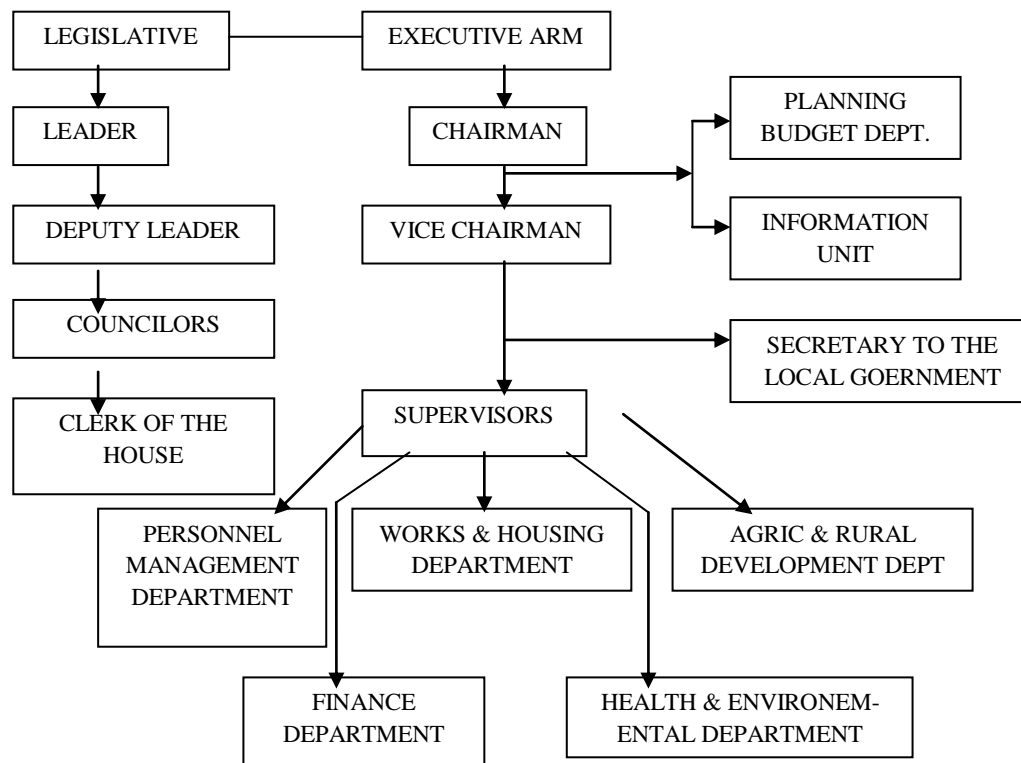 LEGISLATIVE
EXECUTIVE ARM
PLANNING
BUDGET DEPT.
LEADER
CHAIRMAN
DEPUTY LEADER
VICE CHAIRMAN
INFORMATION
UNIT
COUNCILORS
SECRETARY TO THE
LOCAL GOERNMENT
CLERK OF THE
HOUSE
SUPERVISORS
PERSONNEL
MANAGEMENT
DEPARTMENT
WORKS & HOUSING
DEPARTMENT
AGRIC & RURAL
DEVELOPMENT DEPT
FINANCE
DEPARTMENT
HEALTH & ENVIRONEM-
ENTAL DEPARTMENT